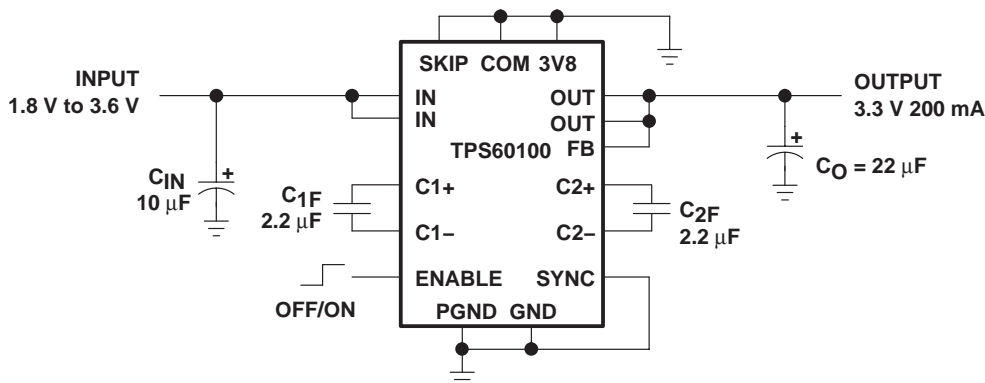 SKIP COM 3V8
INPUT
1.8 V to 3.6 V
IN
IN
OUT
OUT
FB
TPS60100
OUTPUT
3.3 V 200 mA
+
CIN
10 μF
+
CO = 22 μF
C1F
2.2 μF
C1+
C1−
C2+
C2−
C2F
2.2 μF
OFF/ON
ENABLE
SYNC
PGND GND